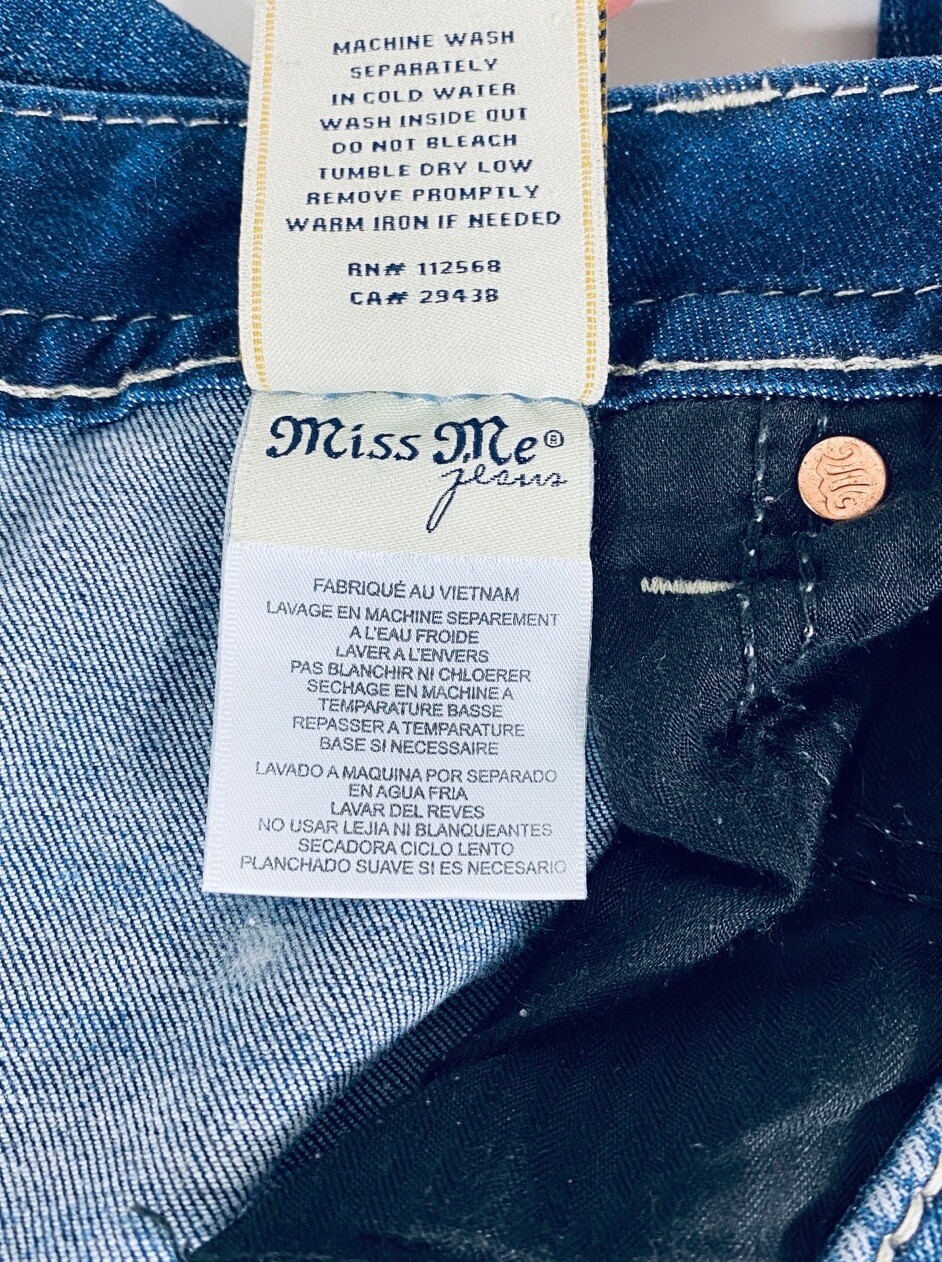 MACHINE WASH
SEPARATELY
IN COLD WATER
WASH INSIDE OUT
DO NOT BLEACH
TUMBLE DRY LOW
REMOVE PROMPTLY
WARM IRON IF NEEDED
RN# 112568
CA# 29438
Miss Me®
jeans
FABRIQUÉ AU VIETNAM
LAVAGE EN MACHINE SEPAREMENT
A L'EAU FROIDE
LAVER A L'ENVERS
PAS BLANCHIR NI CHLOERER
SECHAGE EN MACHINE A
TEMPARATURE BASSE
REPASSER A TEMPARATURE
BASE SI NECESSAIRE
LAVADO A MAQUINA POR SEPARADO
EN AGUA FRIA
LAVAR DEL REVES
NO USAR LEJIA NI BLANQUEANTES
SECADORA CICLO LENTO
PLANCHADO SUAVE SI ES NECESARIO